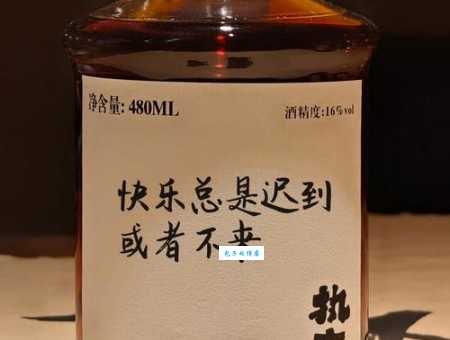 净含量: 480ML
酒精度:16%vol
快乐总是迟到
或者不来
执